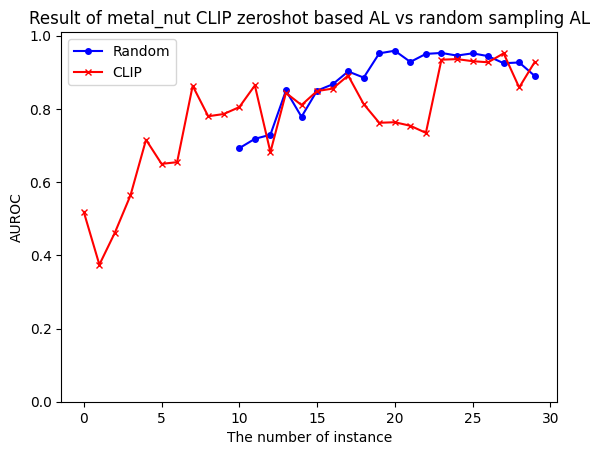 Result of metal_nut CLIP zeroshot based AL vs random sampling AL
Random
CLIP
AUROC
1.0
0.8
0.6
0.4
0.2
0.0
0 5 10 15 20 25 30
The number of instance